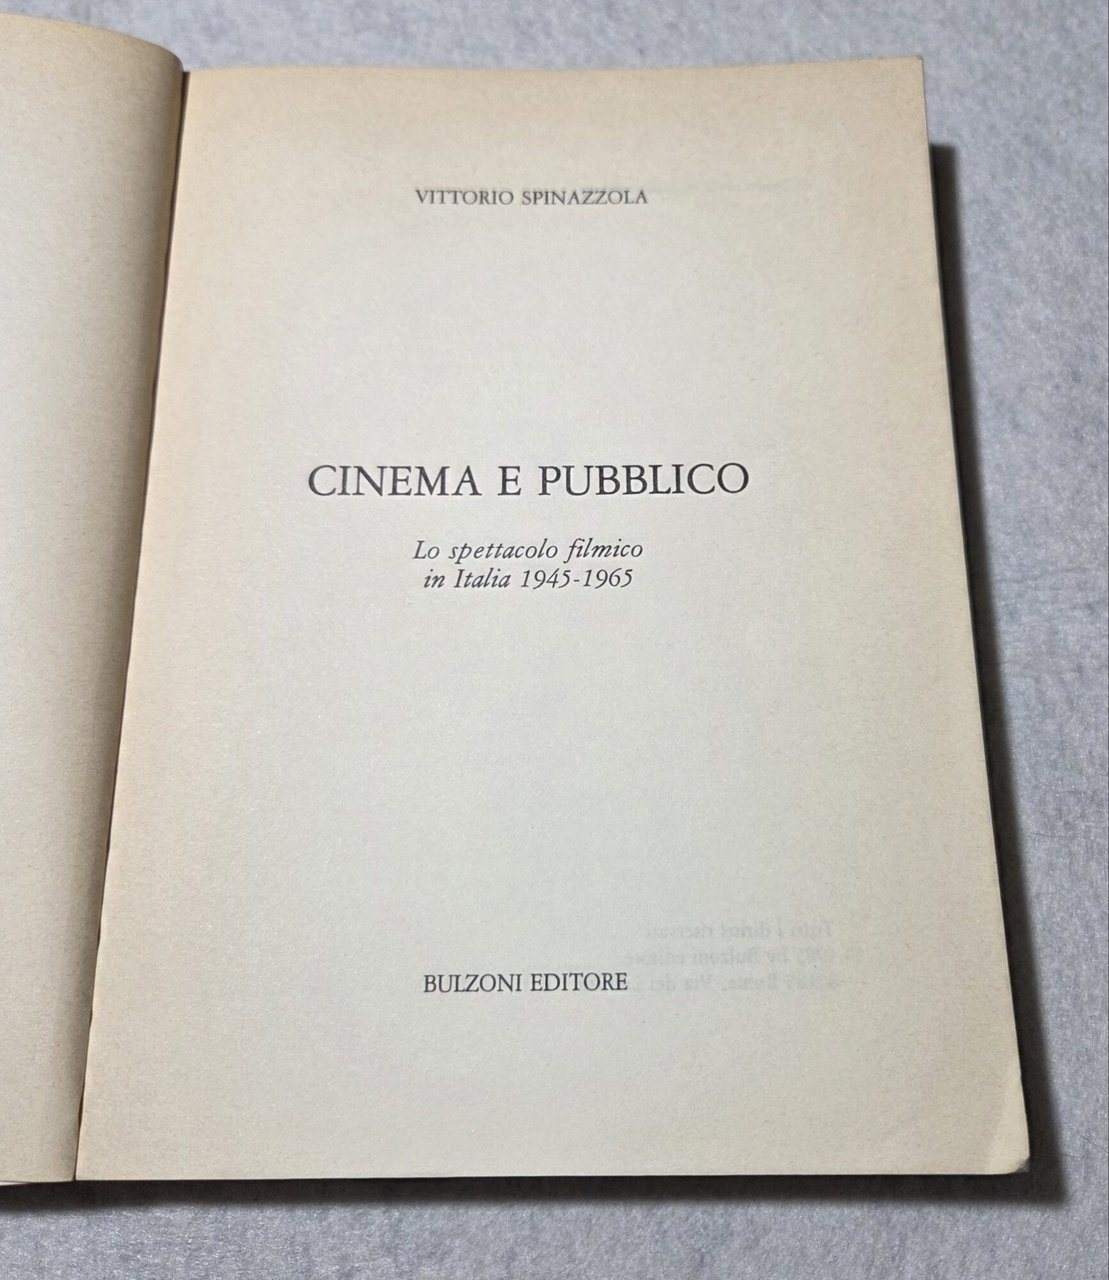 VITTORIO SPINAZZOLA
CINEMA E PUBBLICO
Lo spettacolo filmico
in Italia 1945-1965
BULZONI EDITORE